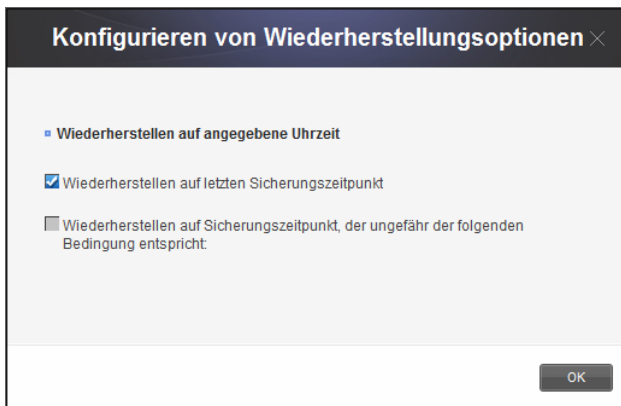 Konfigurieren von Wiederherstellungsoptionen
Wiederherstellen auf angegebene Uhrzeit
Wiederherstellen auf letzten Sicherungszeitpunkt
Wiederherstellen auf Sicherungszeitpunkt, der ungefähr der folgenden
Bedingung entspricht:
OK